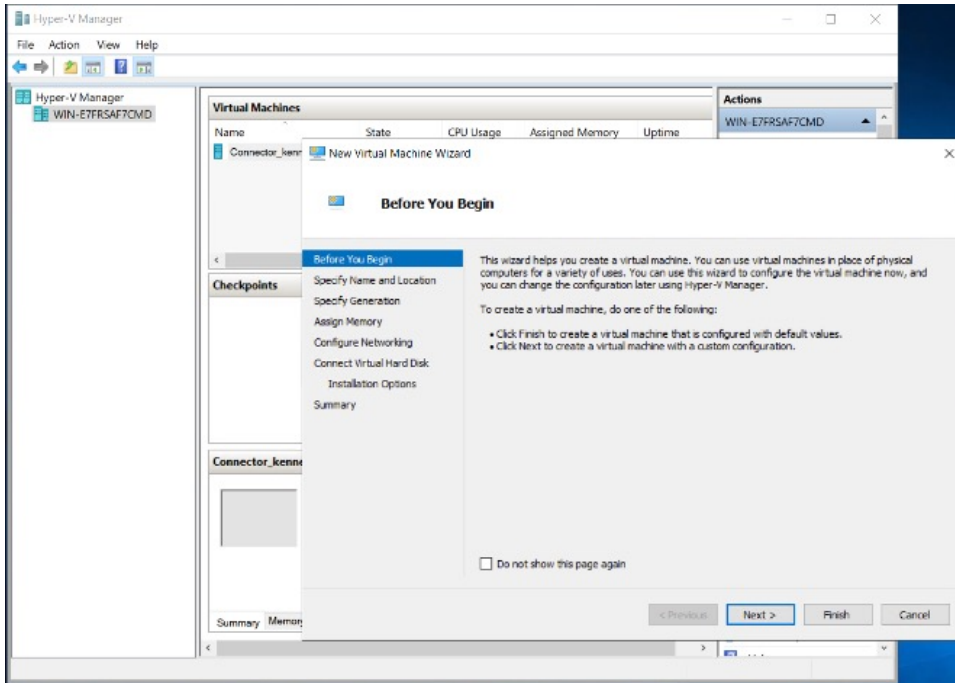 Hyper-V Manager
File Action View Help
Hyper-V Manager
WIN-E7FRSAF7CMD
Virtual Machines
Name State CPU Usage Assigned Memory Uptime
Connector_kenn
Checkpoints
Connector_kenne
Summary Memory
Actions
WIN-E7FRSAF7CMD
New Virtual Machine Wizard
Before You Begin
Before You Begin
Specify Name and Location
Specify Generation
Assign Memory
Configure Networking
Connect Virtual Hard Disk
Installation Options
Summary
This wizard helps you create a virtual machine. You can use virtual machines in place of physical
computers for a variety of uses. You can use this wizard to configure the virtual machine now, and
you can change the configuration later using Hyper-V Manager.
To create a virtual machine, do one of the following:
• Click Finish to create a virtual machine that is configured with default values.
• Click Next to create a virtual machine with a custom configuration.
Do not show this page again
< Previous Next > Finish Cancel